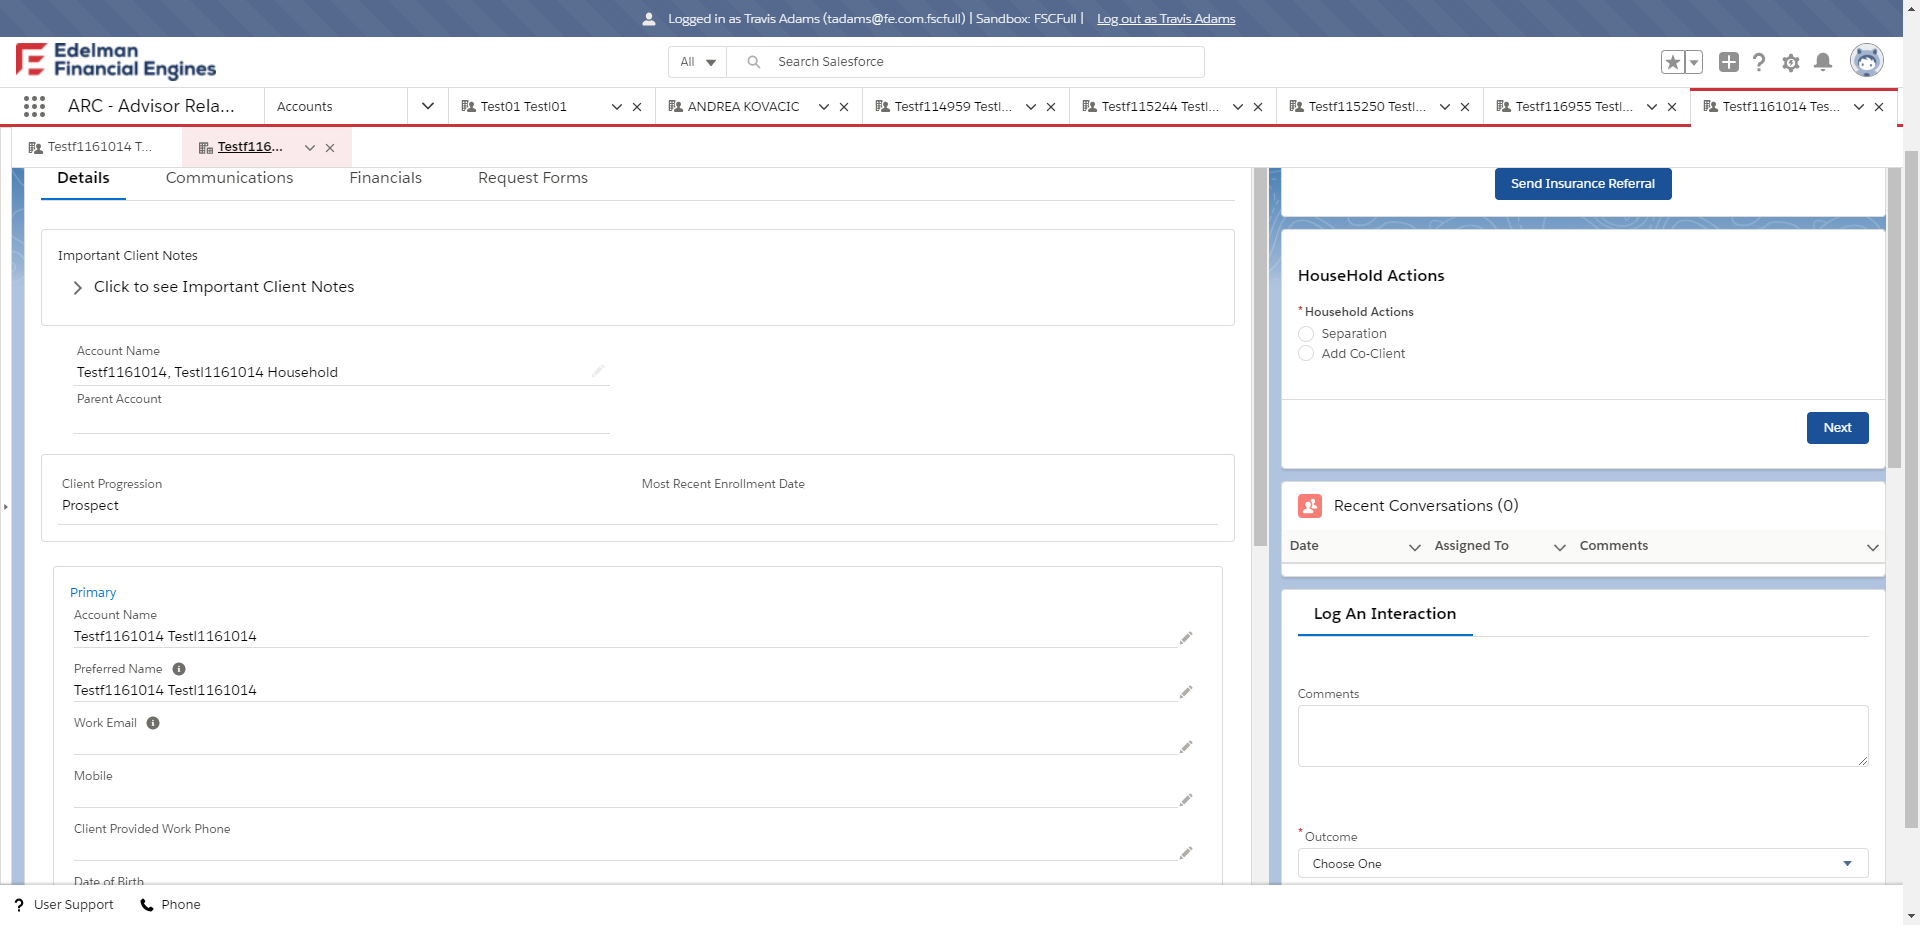 Logged in as Travis Adams (tadams@fe.com.fscfull) | Sandbox: FSCFull | Log out as Travis Adams
Edelman
Financial Engines
All
Search Salesforce
ARC - Advisor Rela...
Accounts
Test01 Testl01
ANDREA KOVACIC
Testf114959 Testl...
Testf115244 Testl...
Testf115250 Testl...
Testf116955 Testl...
Testf1161014 Tes...
Testf1161014 T...
Testf116...
Details
Communications
Financials
Request Forms
Important Client Notes
Click to see Important Client Notes
Account Name
Testf1161014, Testl1161014 Household
Parent Account
Client Progression
Prospect
Most Recent Enrollment Date
Primary
Account Name
Testf1161014 Testl1161014
Preferred Name
Testf1161014 Testl1161014
Work Email
Mobile
Client Provided Work Phone
Date of Birth
Send Insurance Referral
HouseHold Actions
*Household Actions
Separation
Add Co-Client
Next
Recent Conversations (0)
Date
Assigned To
Comments
Log An Interaction
Comments
*Outcome
Choose One
User Support
Phone